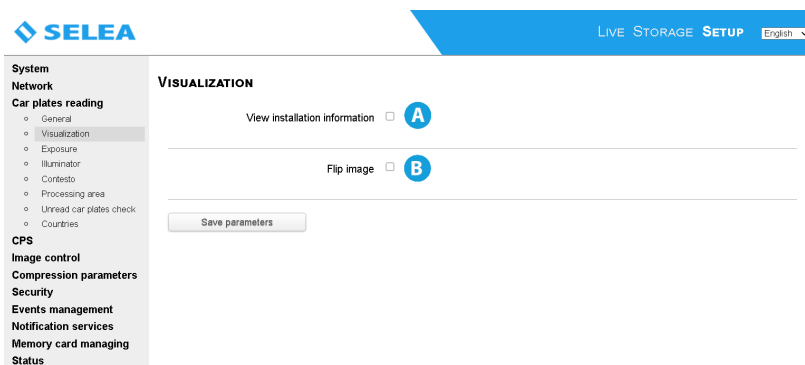 SELEA
LIVE STORAGE SETUP English
System
Network
Car plates reading
General
Visualization
Exposure
Illuminator
Contesto
Processing area
Unread car plates check
Countries
CPS
Image control
Compression parameters
Security
Events management
Notification services
Memory card managing
Status
VISUALIZATION
View installation information A
Flip image B
Save parameters